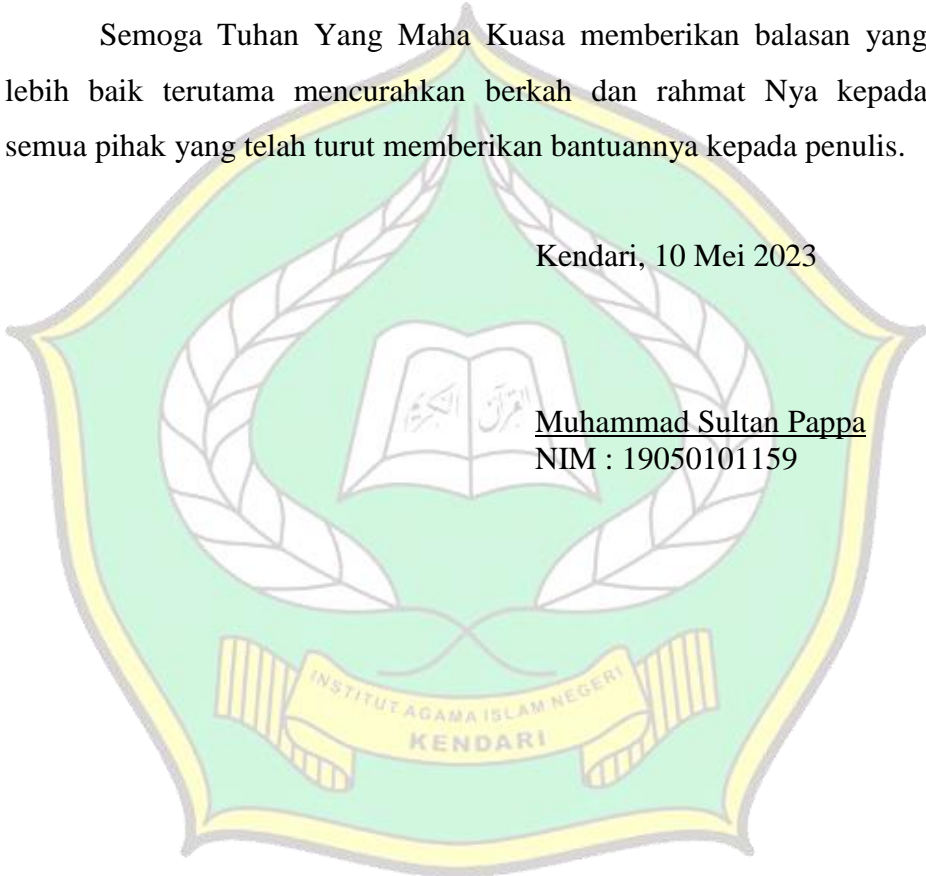 Semoga Tuhan Yang Maha Kuasa memberikan balasan yang
lebih baik terutama mencurahkan berkah dan rahmat Nya kepada
semua pihak yang telah turut memberikan bantuannya kepada penulis.
Kendari, 10 Mei 2023
القرآن الكريم
Muhammad Sultan Pappa
NIM : 19050101159
INSTITUT AGAMA ISLAM NEGERI
KENDARI